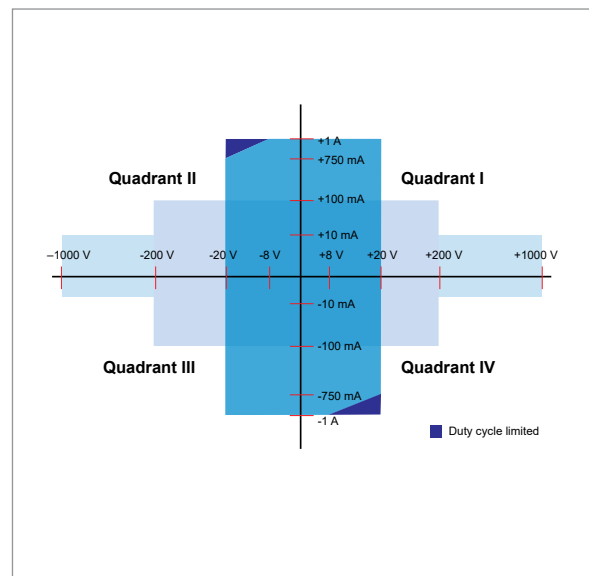 +1 A
+750 mA
Quadrant II
Quadrant I
+100 mA
+10 mA
–1000 V
-200 V
-20 V
-8 V
+8 V
+20 V
+200 V
+1000 V
-10 mA
-100 mA
Quadrant III
Quadrant IV
-750 mA
-1 A
Duty cycle limited